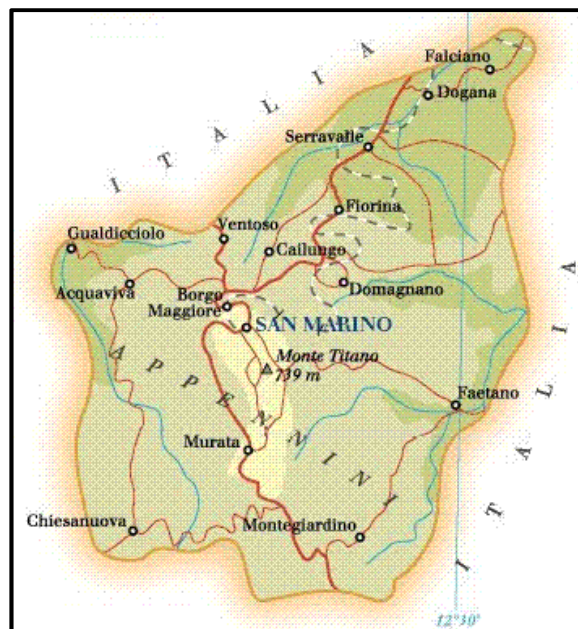 Falciano
Dogana
Serravalle
ITALIA
Fiorina
Ventoso
Gualdicciolo
Cailungo
Acquaviva
Borgo
Maggiore
Domagnano
SAN MARINO
Monte Titano
739 m
APPENNINI
Faetano
ITALIA
Murata
Chiesanuova
Montegiardino
12°30'